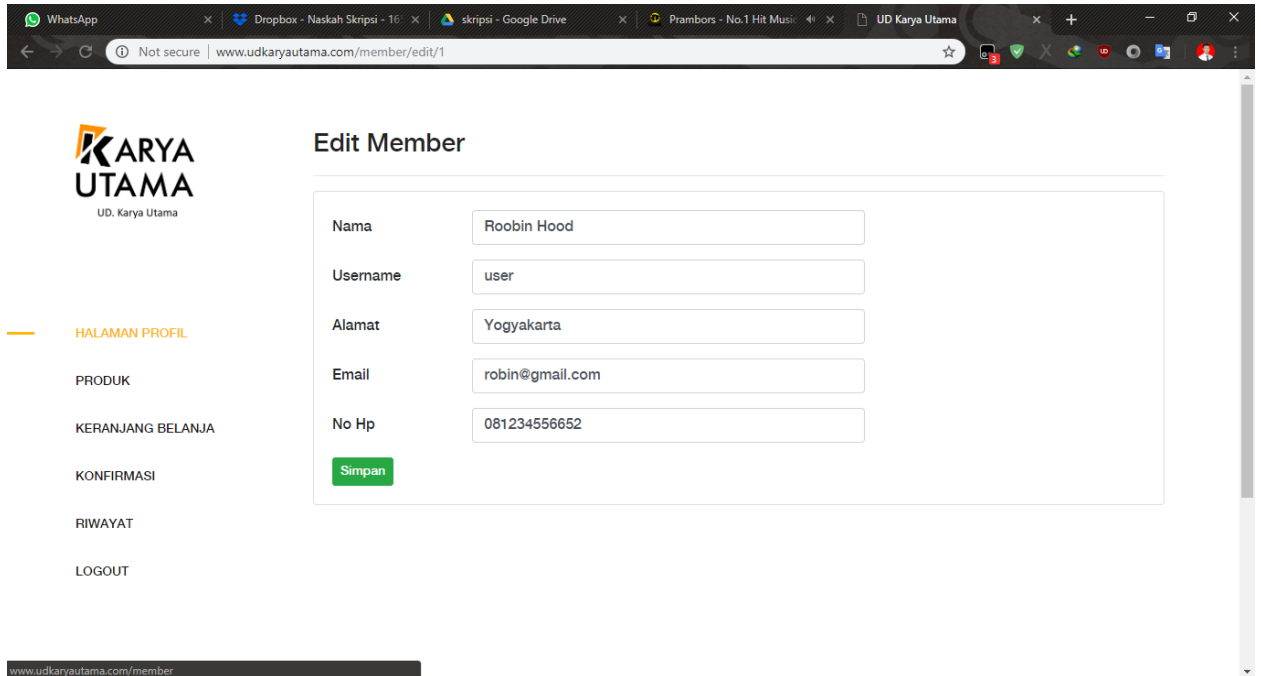 WhatsApp
Dropbox - Naskah Skripsi - 16
skripsi - Google Drive
Prambors - No.1 Hit Music
UD Karya Utama
Not secure | www.udkaryautama.com/member/edit/1
3
KARYA
UTAMA
UD. Karya Utama
HALAMAN PROFIL
PRODUK
KERANJANG BELANJA
KONFIRMASI
RIWAYAT
LOGOUT
Edit Member
Nama Roobin Hood
Username user
Alamat Yogyakarta
Email robin@gmail.com
No Hp 081234556652
Simpan
www.udkaryautama.com/member